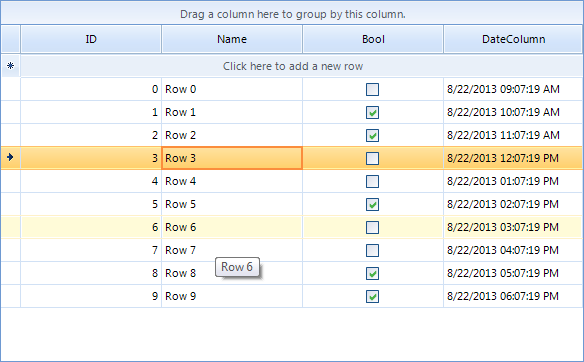 Drag a column here to group by this column.
ID Name Bool DateColumn
Click here to add a new row
0 Row 0 8/22/2013 09:07:19 AM
1 Row 1 8/22/2013 10:07:19 AM
2 Row 2 8/22/2013 11:07:19 AM
3 Row 3 8/22/2013 12:07:19 PM
4 Row 4 8/22/2013 01:07:19 PM
5 Row 5 8/22/2013 02:07:19 PM
6 Row 6 8/22/2013 03:07:19 PM
7 Row 7 8/22/2013 04:07:19 PM
Row 6
8 Row 8 8/22/2013 05:07:19 PM
9 Row 9 8/22/2013 06:07:19 PM